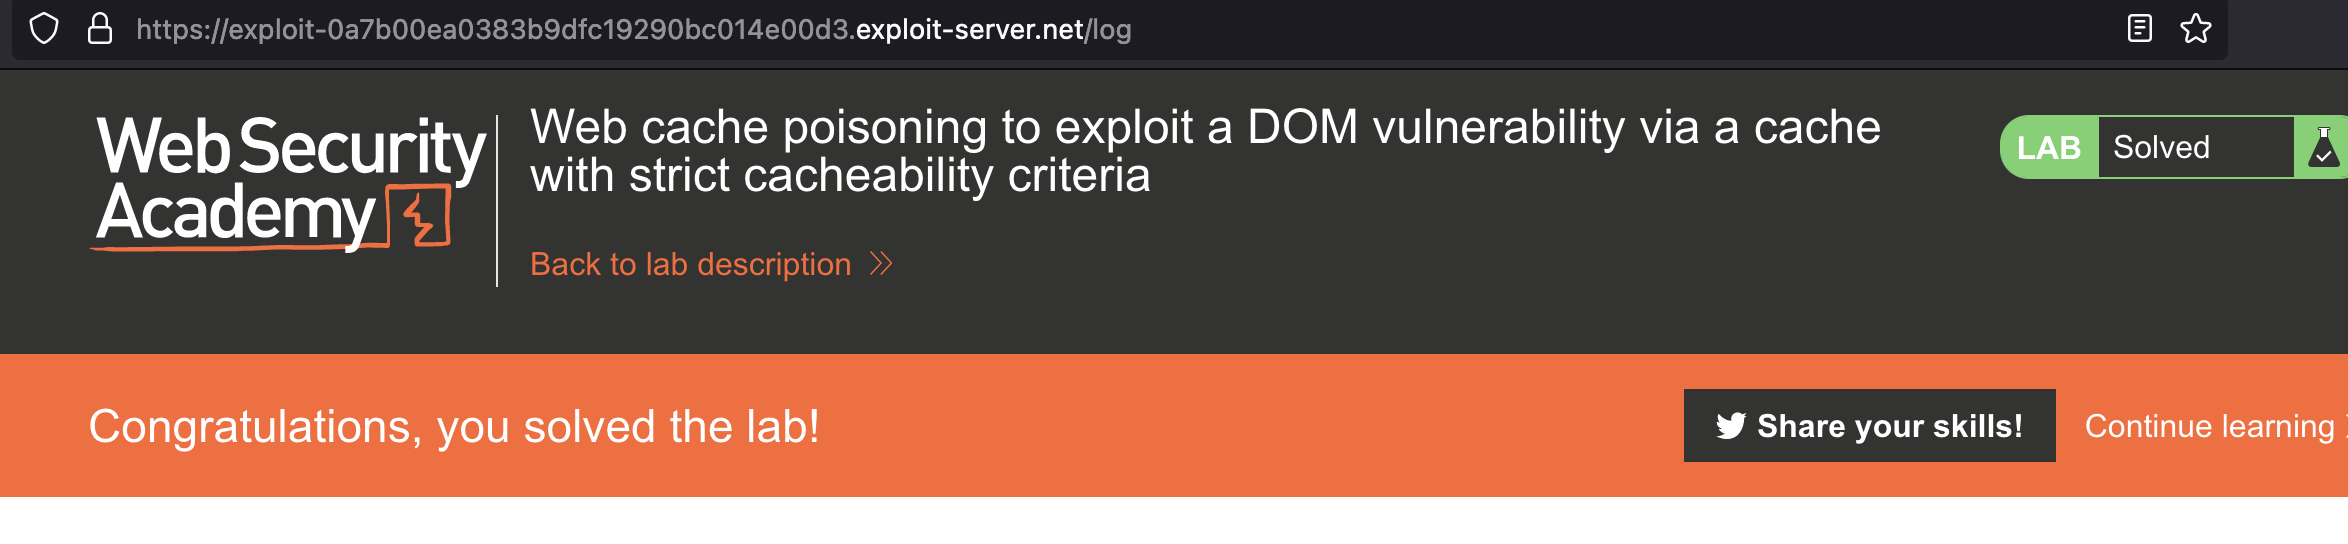 https://exploit-0a7b00ea0383b9dfc19290bc014e00d3.exploit-server.net/log
Web Security
Academy
Web cache poisoning to exploit a DOM vulnerability via a cache
with strict cacheability criteria
Back to lab description
LAB Solved
Congratulations, you solved the lab!
Share your skills!
Continue learning